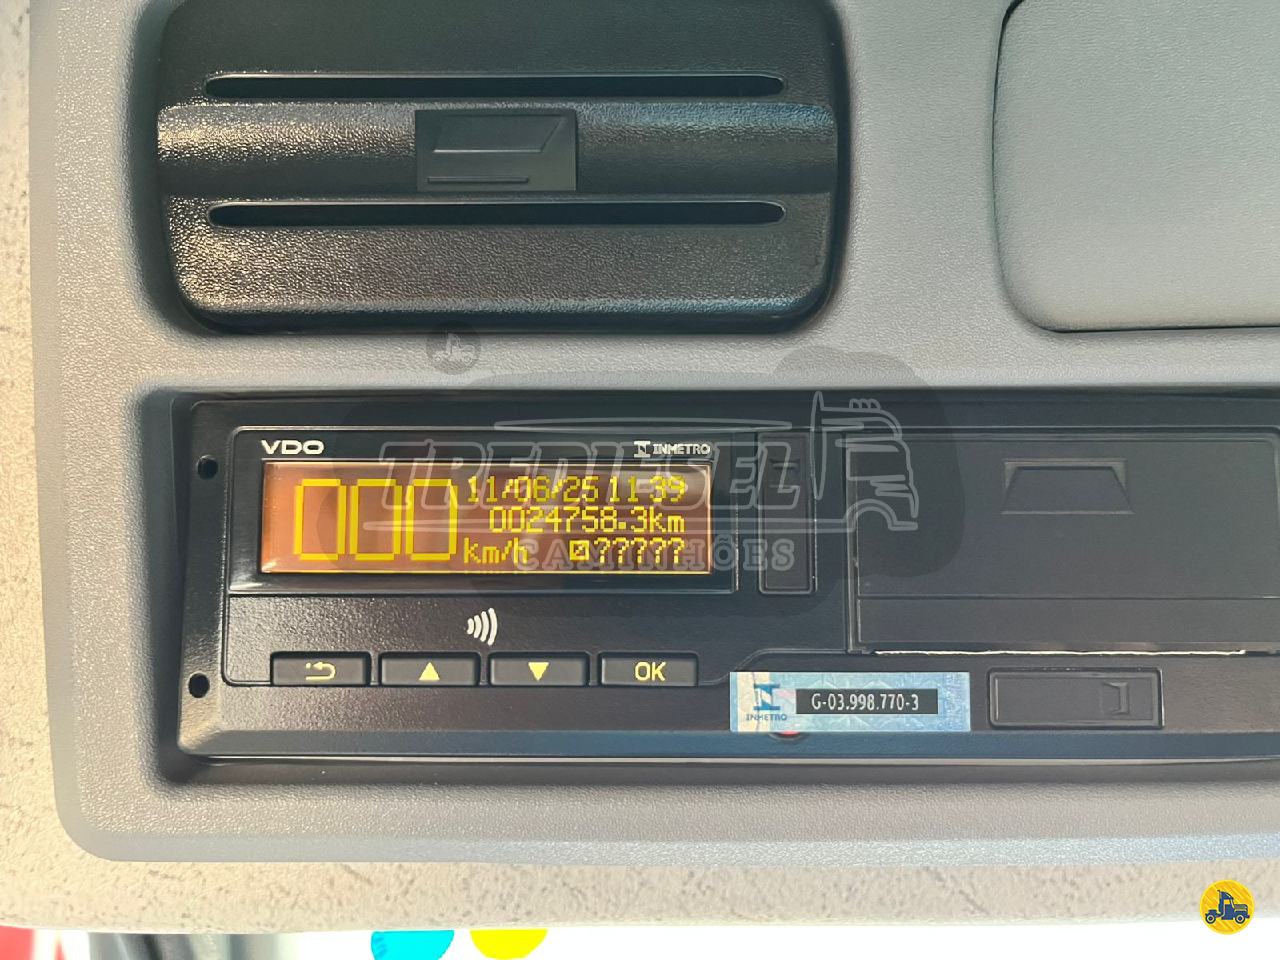 VDO
INMETRO
TREDIESEL
CAMINHÕES
000
11/06/25 11 39
0024758.3km
km/h ?????
OK
INMETRO
G-03.998.770-3